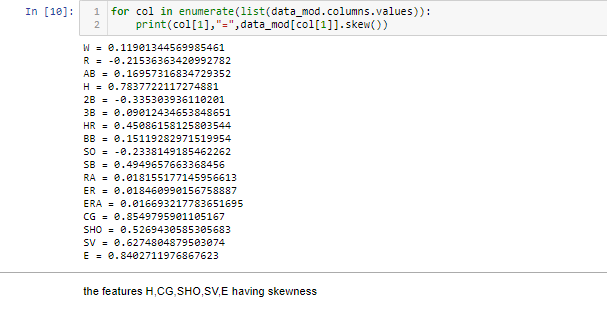 In [10]:
1 for col in enumerate(list(data_mod.columns.values)):
2 print(col[1],"=",data_mod[col[1]].skew())
W = 0.11901344569985461
R = -0.21536363420992782
AB = 0.16957316834729352
H = 0.7837722117274881
2B = -0.335303936110201
3B = 0.09012434653848651
HR = 0.45086158125803544
BB = 0.15119282971519954
SO = -0.2338149185462262
SB = 0.4949657663368456
RA = 0.018155177145956613
ER = 0.018460990156758887
ERA = 0.016693217783651695
CG = 0.8549795901105167
SHO = 0.5269430585305683
SV = 0.6274804879503074
E = 0.8402711976867623
the features H,CG,SHO,SV,E having skewness